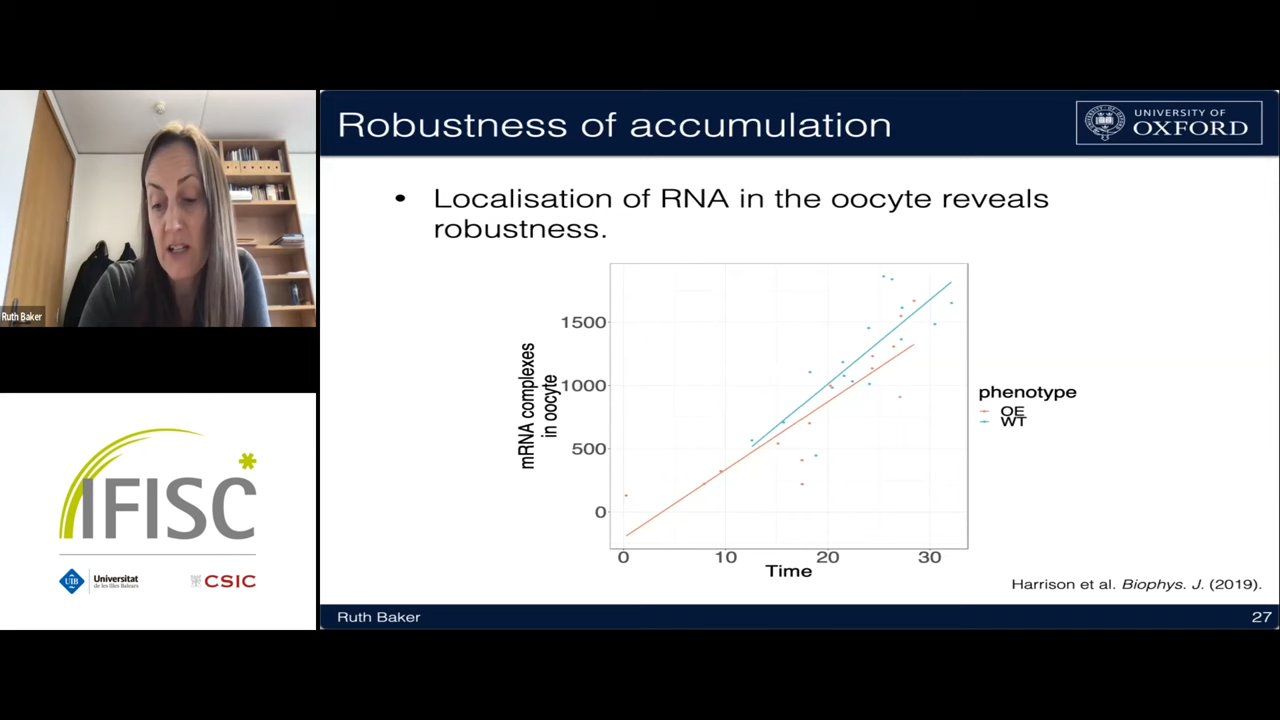 Robustness of accumulation
UNIVERSITY OF
OXFORD
• Localisation of RNA in the oocyte reveals
robustness.
mRNA complexes
in oocyte
1500
1000
500
0
0 10 20 30
Time
phenotype
OE
WT
Harrison et al. Biophys. J. (2019).
Ruth Baker
27
Ruth Baker
IFISC
UIB
Universitat
de les Illes Balears
CSIC